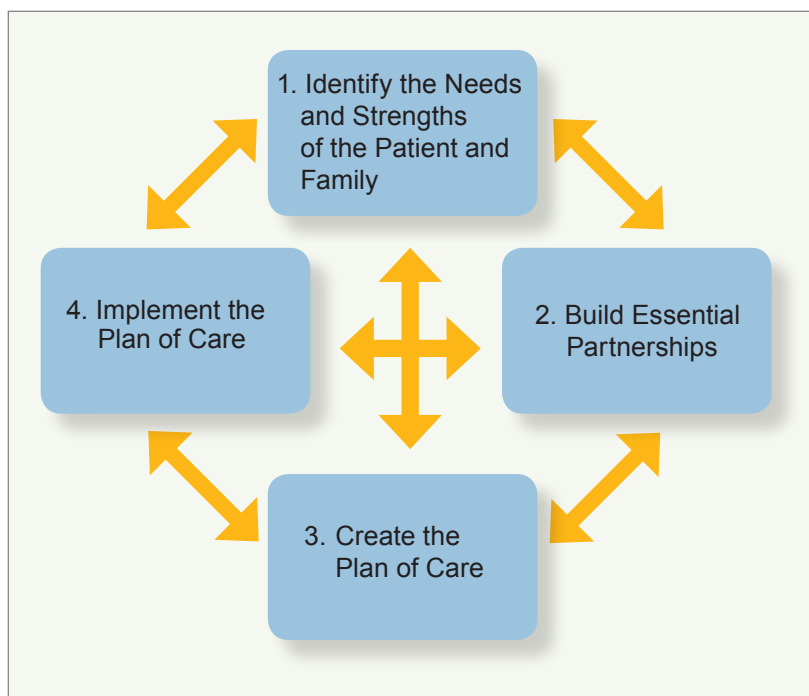 1. Identify the Needs
and Strengths
of the Patient and
Family
4. Implement the
Plan of Care
2. Build Essential
Partnerships
3. Create the
Plan of Care